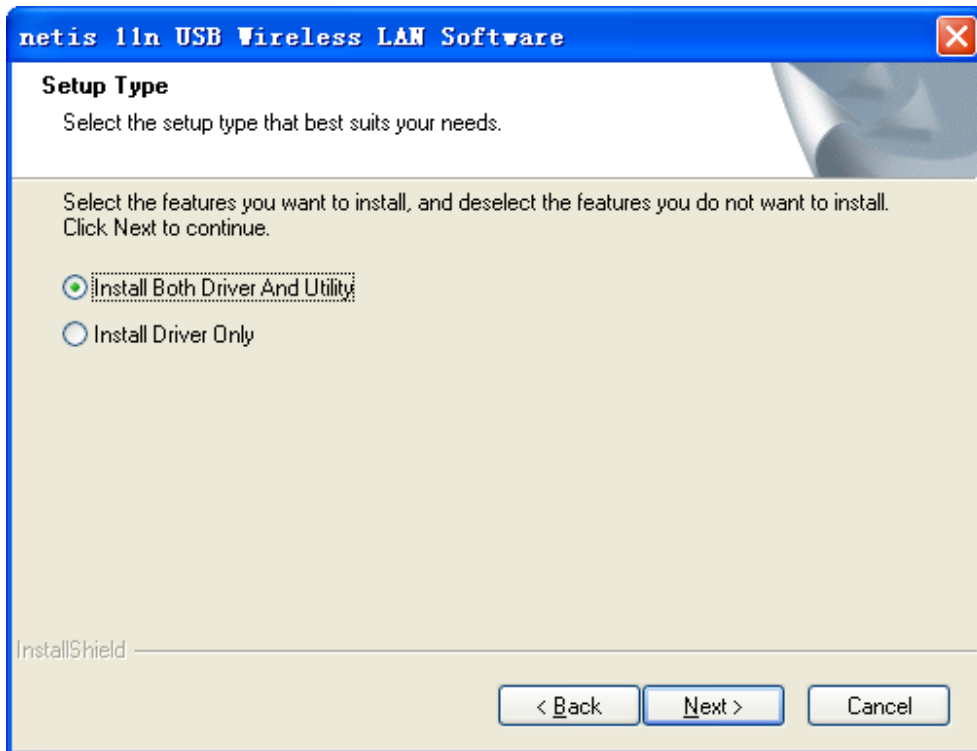 netis 11n USB Wireless LAN Software
Setup Type
Select the setup type that best suits your needs.
Select the features you want to install, and deselect the features you do not want to install.
Click Next to continue.
Install Both Driver And Utility
Install Driver Only
InstallShield
< Back
Next >
Cancel